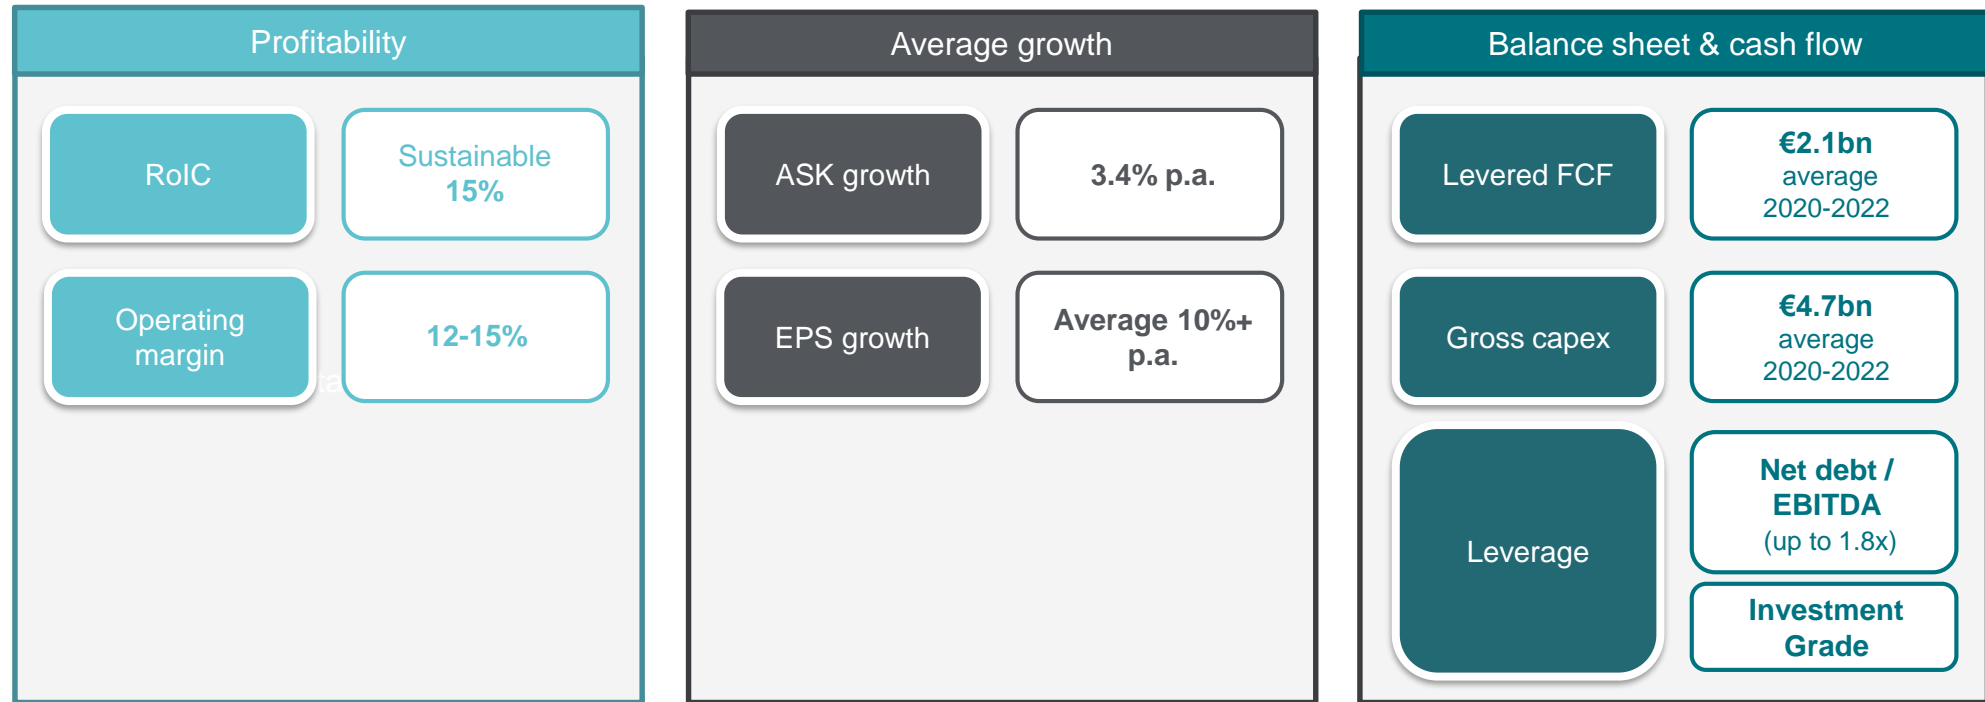 Profitability
RoIC
Sustainable
15%
Operating
margin
12-15%
Average growth
ASK growth
3.4% p.a.
EPS growth
Average 10%+
p.a.
Balance sheet & cash flow
Levered FCF
€2.1bn
average
2020-2022
Gross capex
€4.7bn
average
2020-2022
Leverage
Net debt /
EBITDA
(up to 1.8x)
Investment
Grade